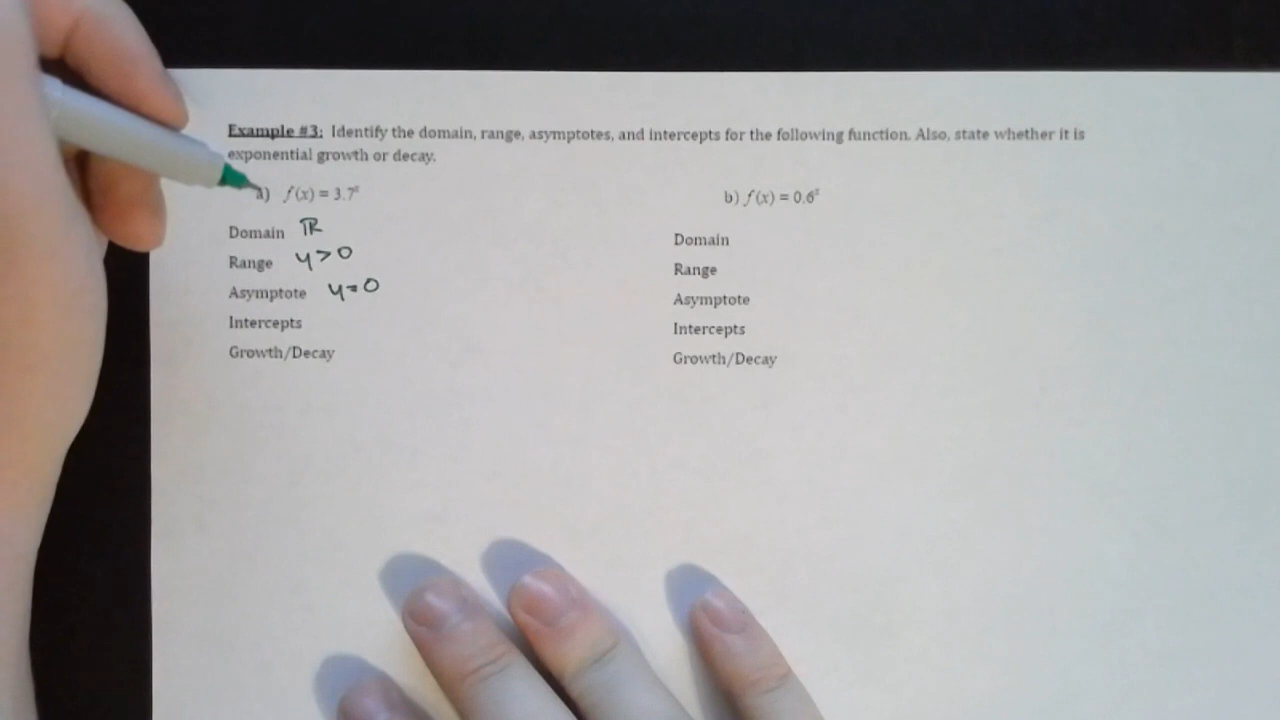 Example #3: Identify the domain, range, asymptotes, and intercepts for the following function. Also, state whether it is
exponential growth or decay.
a) f(x) = 3.7ˣ
Domain ℝ
Range y>0
Asymptote y=0
Intercepts
Growth/Decay
b) f(x) = 0.6ˣ
Domain
Range
Asymptote
Intercepts
Growth/Decay